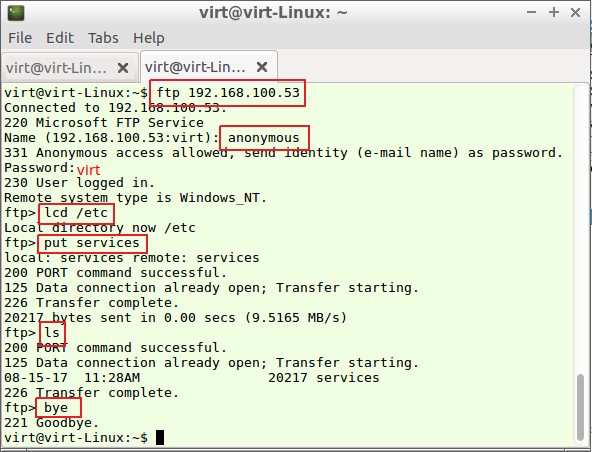 virt@virt-Linux: ~
File Edit Tabs Help
virt@virt-Lin... virt@virt-Lin...
virt@virt-Linux:~$ ftp 192.168.100.53
Connected to 192.168.100.53.
220 Microsoft FTP Service
Name (192.168.100.53:virt): anonymous
331 Anonymous access allowed, send identity (e-mail name) as password.
Password:virt
230 User logged in.
Remote system type is Windows_NT.
ftp> lcd /etc
Local directory now /etc
ftp> put services
local: services remote: services
200 PORT command successful.
125 Data connection already open; Transfer starting.
226 Transfer complete.
20217 bytes sent in 0.00 secs (9.5165 MB/s)
ftp> ls
200 PORT command successful.
125 Data connection already open; Transfer starting.
08-15-17  11:28AM                20217 services
226 Transfer complete.
ftp> bye
221 Goodbye.
virt@virt-Linux:~$